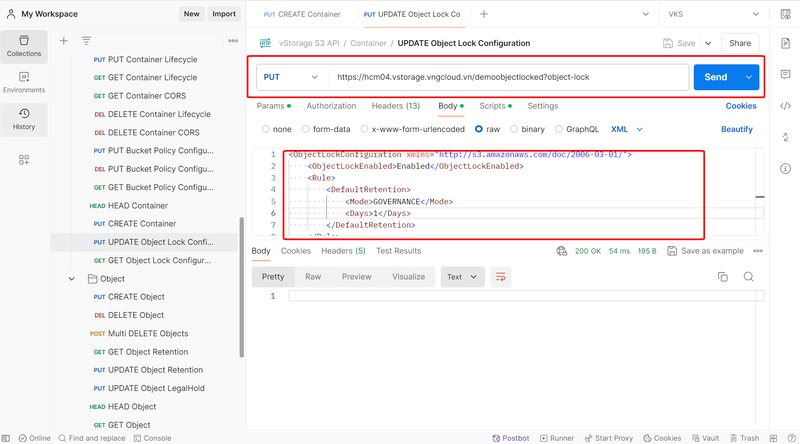 My Workspace
New
Import
PUT CREATE Container
PUT UPDATE Object Lock Co
VKS
Collections
Environments
History
PUT PUT Container Lifecycle
GET GET Container Lifecycle
GET GET Container CORS
DEL DELETE Container Lifecycle
DEL DELETE Container CORS
PUT PUT Bucket Policy Configu...
DEL PUT Bucket Policy Configu...
GET GET Bucket Policy Configu...
HEAD HEAD Container
PUT CREATE Container
PUT UPDATE Object Lock Confi...
GET GET Object Lock Configur...
Object
PUT CREATE Object
DEL DELETE Object
POST Multi DELETE Objects
GET GET Object Retention
PUT UPDATE Object Retention
PUT UPDATE Object LegalHold
HEAD HEAD Object
GET GET Object
HTTP vStorage S3 API / Container / UPDATE Object Lock Configuration
Save
Share
PUT
https://hcm04.vstorage.vngcloud.vn/demoobjectlocked?object-lock
Send
Params Authorization Headers (13) Body Scripts Settings Cookies
none form-data x-www-form-urlencoded raw binary GraphQL XML Beautify
1 <ObjectLockConfiguration xmlns="http://s3.amazonaws.com/doc/2006-03-01/">
2 <ObjectLockEnabled>Enabled</ObjectLockEnabled>
3 <Rule>
4 <DefaultRetention>
5 <Mode>GOVERNANCE</Mode>
6 <Days>1</Days>
7 </DefaultRetention>
8 </Rule>
Body Cookies Headers (5) Test Results 200 OK 54 ms 195 B Save as example
Pretty Raw Preview Visualize Text
1
Online Find and replace Console Postbot Runner Start Proxy Cookies Vault Trash